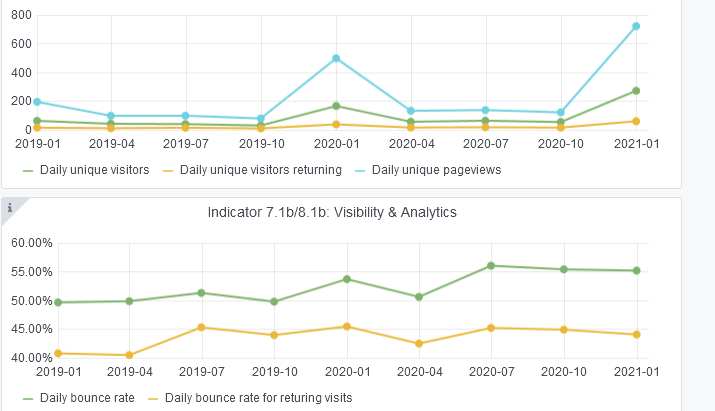 800
600
400
200
0
2019-01 2019-04 2019-07 2019-10 2020-01 2020-04 2020-07 2020-10 2021-01
Daily unique visitors Daily unique visitors returning Daily unique pageviews
i
Indicator 7.1b/8.1b: Visibility & Analytics
60.00%
55.00%
50.00%
45.00%
40.00%
2019-01 2019-04 2019-07 2019-10 2020-01 2020-04 2020-07 2020-10 2021-01
Daily bounce rate Daily bounce rate for returing visits